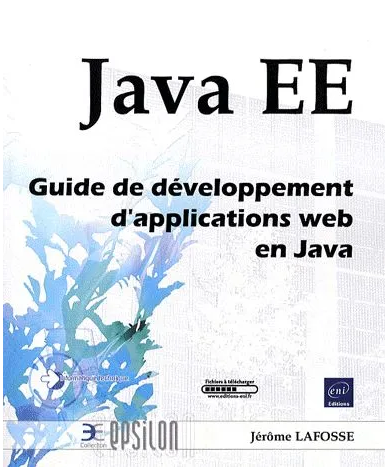 Java EE
Guide de développement
d'applications web
en Java
Fichiers à télécharger
www.editions-eni.fr
eni
Editions
Collection
epsilon
Jérôme LAFOSSE